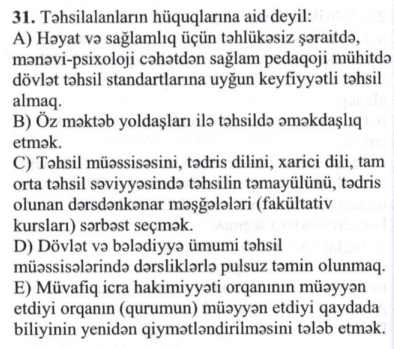 31. Təhsilalanların hüquqlarına aid deyil:
A) Həyat və sağlamlıq üçün təhlükəsiz şəraitdə,
mənəvi-psixoloji cəhətdən sağlam pedaqoji mühitdə
dövlət təhsil standartlarına uyğun keyfiyyətli təhsil
almaq.
B) Öz məktəb yoldaşları ilə təhsildə əməkdaşlıq
etmək.
C) Təhsil müəssisəsini, tədris dilini, xarici dili, tam
orta təhsil səviyyəsində təhsilin təmayülünü, tədris
olunan dərsdənkənar məşğələləri (fakültativ
kursları) sərbəst seçmək.
D) Dövlət və bələdiyyə ümumi təhsil
müəssisələrində dərsliklərlə pulsuz təmin olunmaq.
E) Müvafiq icra hakimiyyəti orqanının müəyyən
etdiyi orqanın (qurumun) müəyyən etdiyi qaydada
biliyinin yenidən qiymətləndirilməsini tələb etmək.